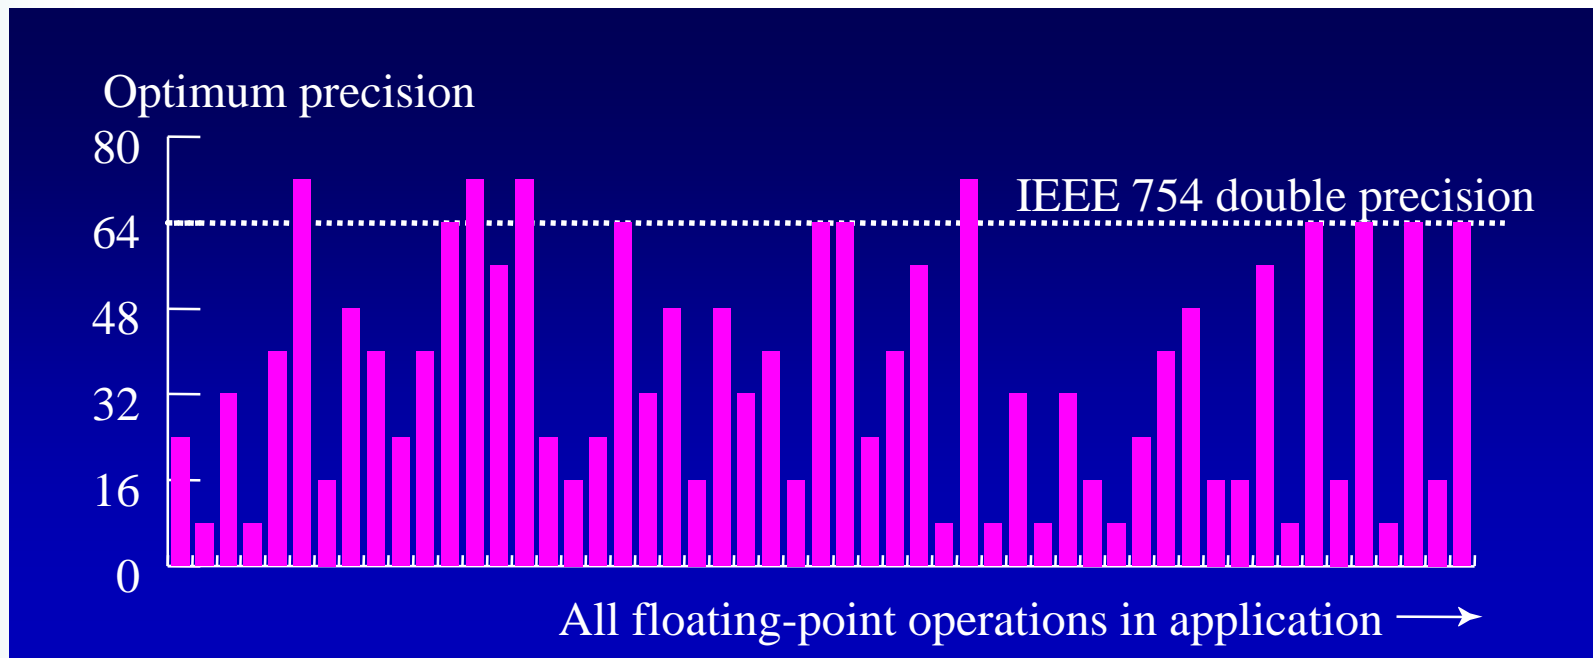 Optimum precision
80
IEEE 754 double precision
64
48
32
16
0
All floating-point operations in application